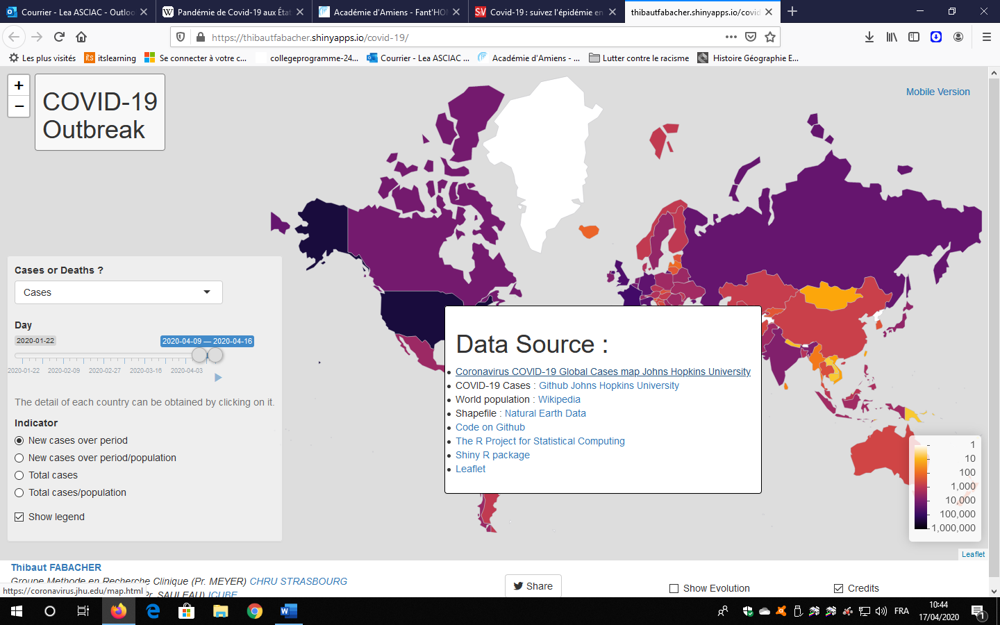 Courrier - Lea ASCIAC - Outloo
Pandémie de Covid-19 aux État
Académie d'Amiens - Fant'HO
Covid-19 : suivez l'épidémie en
thibautfabacher.shinyapps.io/covid
https://thibautfabacher.shinyapps.io/covid-19/
Les plus visités
its itslearning
Se connecter à votre c...
collegeprogramme-24...
Courrier - Lea ASCIAC ...
Académie d'Amiens - ...
Lutter contre le racisme
Histoire Géographie E...
+
−
COVID-19
Outbreak
Mobile Version
Cases or Deaths ?
Cases
Day
2020-01-22
2020-04-09 — 2020-04-16
2020-01-22 2020-02-09 2020-02-27 2020-03-16 2020-04-03
The detail of each country can be obtained by clicking on it.
Indicator
New cases over period
New cases over period/population
Total cases
Total cases/population
Show legend
Data Source :
Coronavirus COVID-19 Global Cases map Johns Hopkins University
COVID-19 Cases : Github Johns Hopkins University
World population : Wikipedia
Shapefile : Natural Earth Data
Code on Github
The R Project for Statistical Computing
Shiny R package
Leaflet
1
10
100
1,000
10,000
100,000
1,000,000
Leaflet
Thibaut FABACHER
Groupe Methode en Recherche Clinique (Pr. MEYER) CHRU STRASBOURG
https://coronavirus.jhu.edu/map.html
Pr. SAULEAU) ICUBE
Share
Show Evolution
Credits
FRA
10:44
17/04/2020
1